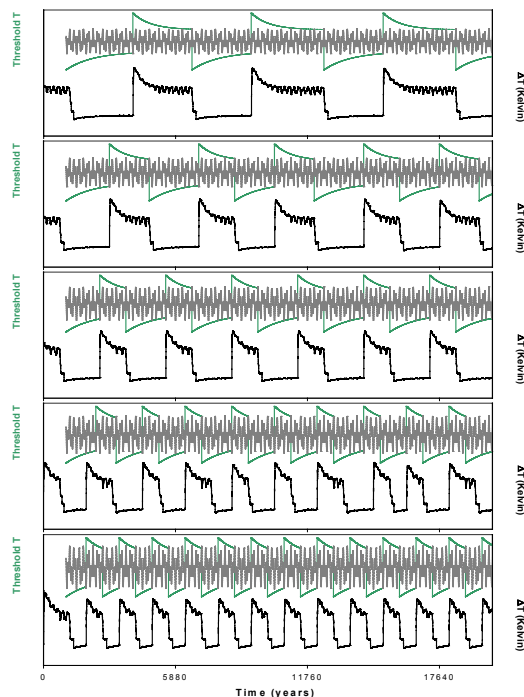 Threshold T
ΔT (Kelvin)
Threshold T
ΔT (Kelvin)
Threshold T
ΔT (Kelvin)
Threshold T
ΔT (Kelvin)
Threshold T
ΔT (Kelvin)
0 5880 11760 17640
Time (years)